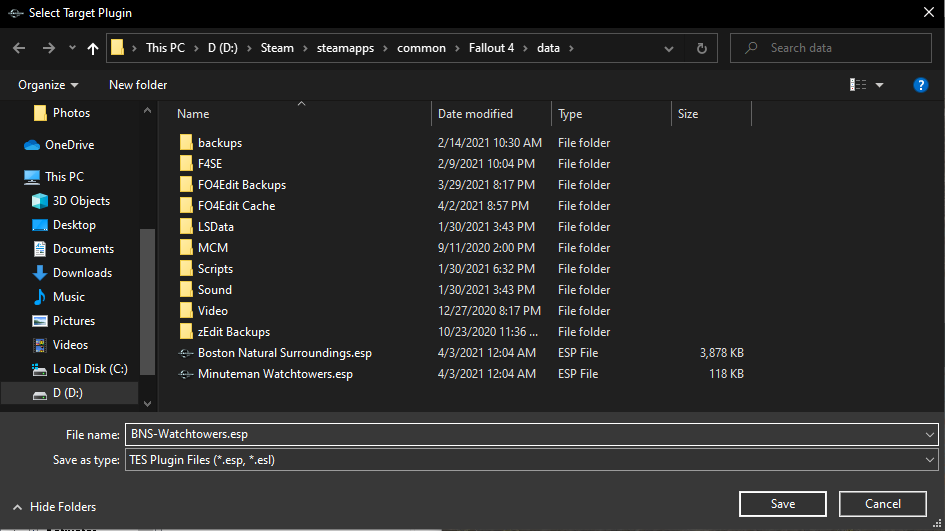 Select Target Plugin
This PC > D (D:) > Steam > steamapps > common > Fallout 4 > data >
Search data
Organize
New folder
Photos
OneDrive
This PC
3D Objects
Desktop
Documents
Downloads
Music
Pictures
Videos
Local Disk (C:)
D (D:)
Name Date modified Type Size
backups 2/14/2021 10:30 AM File folder
F4SE 2/9/2021 10:04 PM File folder
FO4Edit Backups 3/29/2021 8:17 PM File folder
FO4Edit Cache 4/2/2021 8:57 PM File folder
LSData 1/30/2021 3:43 PM File folder
MCM 9/11/2020 2:00 PM File folder
Scripts 1/30/2021 6:32 PM File folder
Sound 1/30/2021 3:43 PM File folder
Video 12/27/2020 8:17 PM File folder
zEdit Backups 10/23/2020 11:36 ... File folder
Boston Natural Surroundings.esp 4/3/2021 12:04 AM ESP File 3,878 KB
Minuteman Watchtowers.esp 4/3/2021 12:04 AM ESP File 118 KB
File name: BNS-Watchtowers.esp
Save as type: TES Plugin Files (*.esp, *.esl)
Hide Folders
Save
Cancel